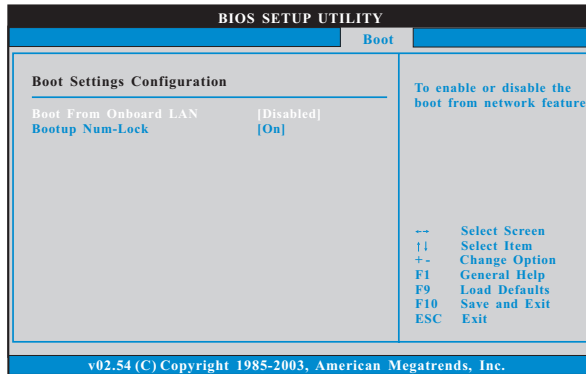 BIOS SETUP UTILITY
Boot
Boot Settings Configuration
Boot From Onboard LAN [Disabled]
Bootup Num-Lock [On]
To enable or disable the
boot from network feature
←→ Select Screen
↑↓ Select Item
+ - Change Option
F1 General Help
F9 Load Defaults
F10 Save and Exit
ESC Exit
v02.54 (C) Copyright 1985-2003, American Megatrends, Inc.